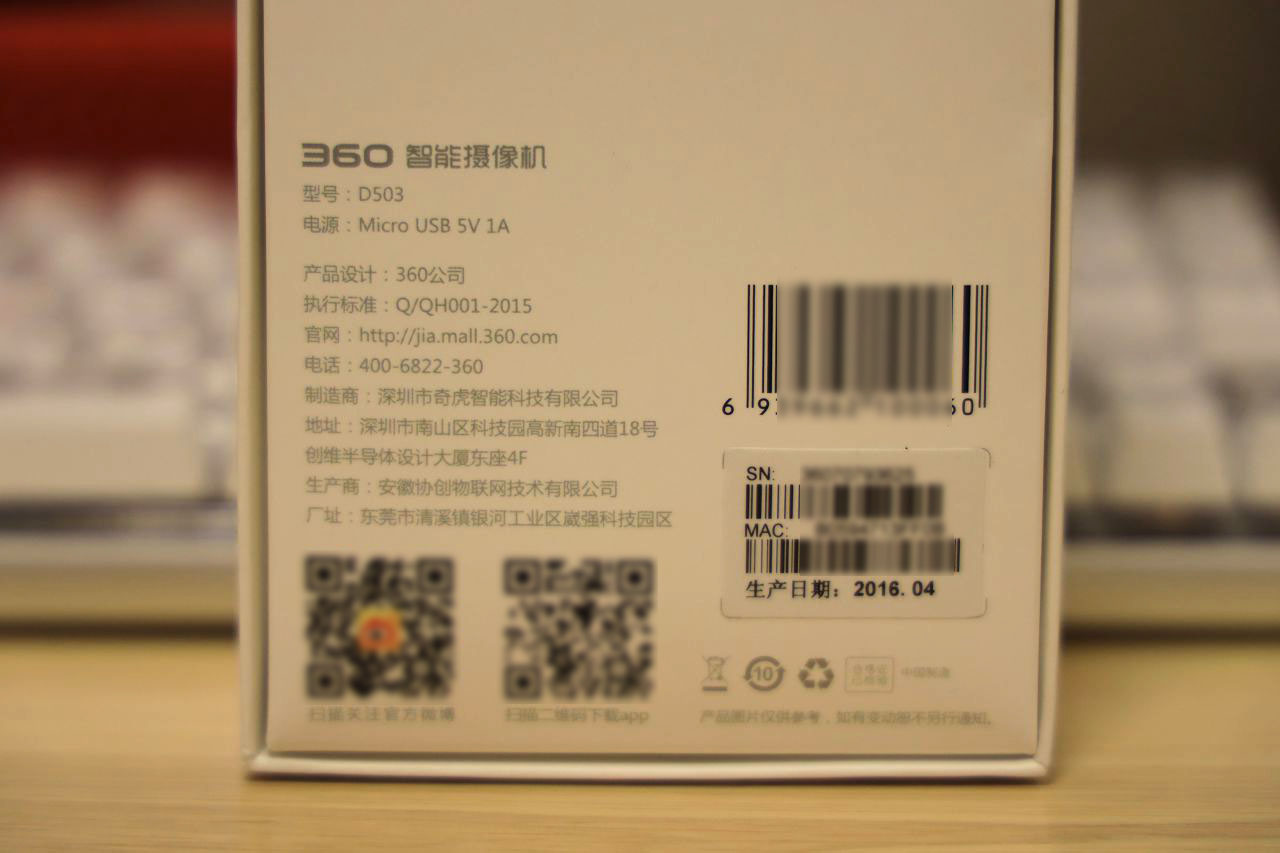 360 智能摄像机
型号：D503
电源：Micro USB 5V 1A
产品设计：360公司
执行标准：Q/QH001-2015
官网：http://jia.mall.360.com
电话：400-6822-360
制造商：深圳市奇虎智能科技有限公司
地址：深圳市南山区科技园高新南四道18号
创维半导体设计大厦东座4F
生产商：安徽协创物联网技术有限公司
厂址：东莞市清溪镇银河工业区崴强科技园区
扫描关注官方微博
扫描二维码下载app
6 9
60
SN:
MAC:
生产日期：2016. 04
10
中国制造
产品图片仅供参考，如有变动恕不另行通知。